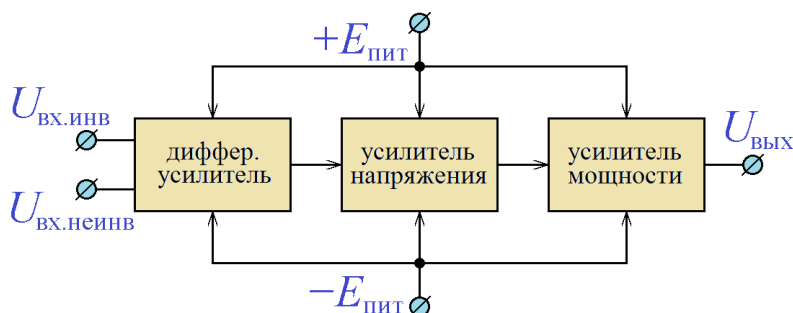 +Eпит
Uвх.инв
Uвх.неинв
диффер.
усилитель
усилитель
напряжения
усилитель
мощности
Uвых
−Eпит